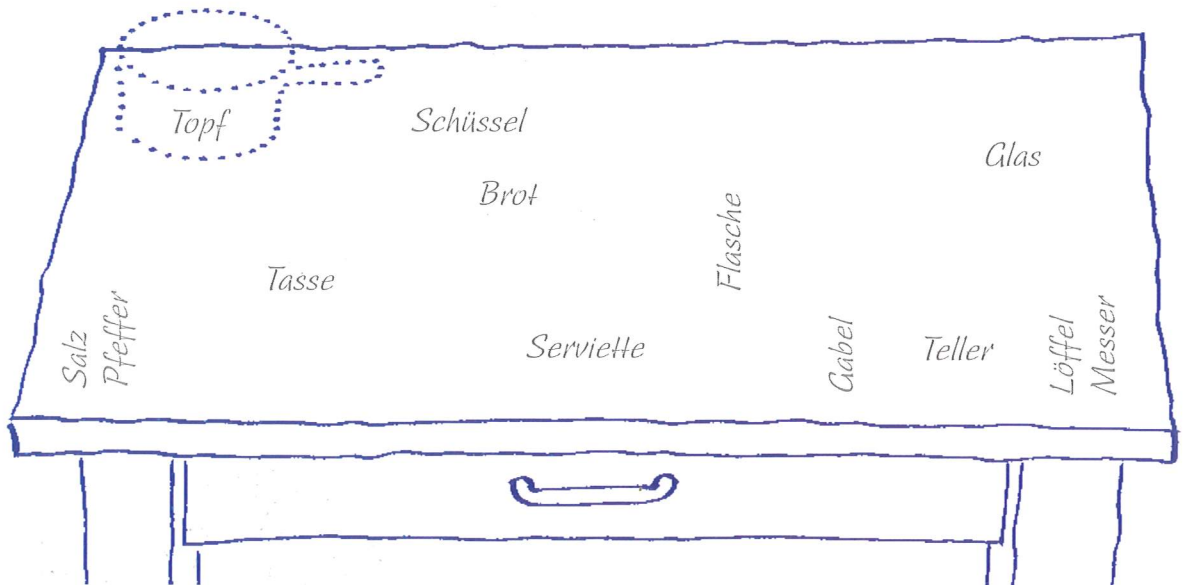 Topf
Schüssel
Glas
Brot
Flasche
Tasse
Salz
Pfeffer
Serviette
Gabel
Teller
Löffel
Messer